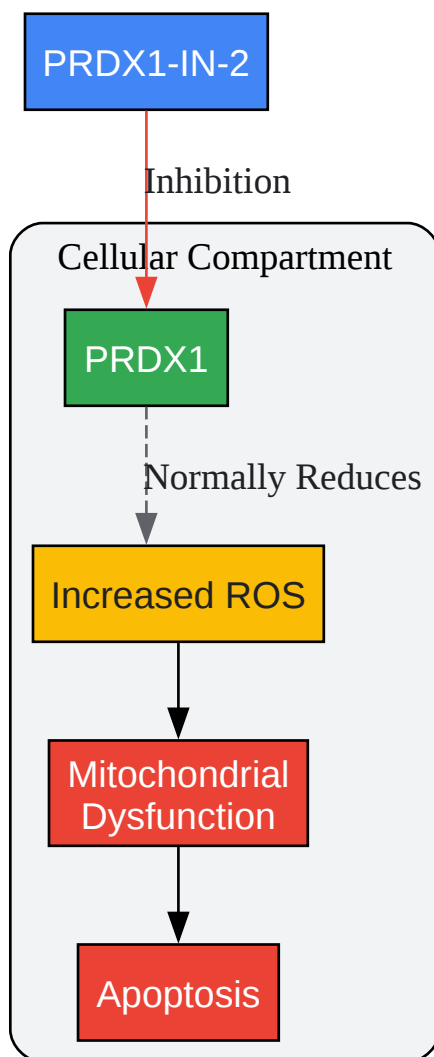 PRDX1-IN-2
Inhibition
Cellular Compartment
PRDX1
Normally Reduces
Increased ROS
Mitochondrial
Dysfunction
Apoptosis